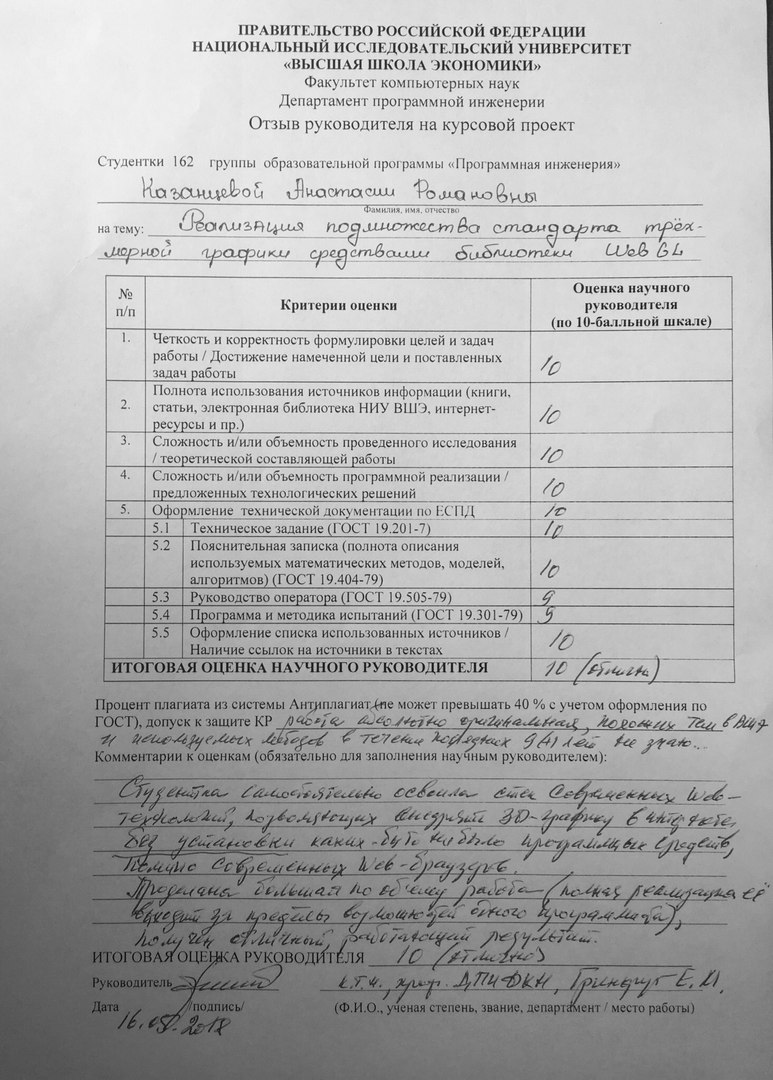 ПРАВИТЕЛЬСТВО РОССИЙСКОЙ ФЕДЕРАЦИИ
НАЦИОНАЛЬНЫЙ ИССЛЕДОВАТЕЛЬСКИЙ УНИВЕРСИТЕТ
«ВЫСШАЯ ШКОЛА ЭКОНОМИКИ»
Факультет компьютерных наук
Департамент программной инженерии
Отзыв руководителя на курсовой проект
Студентки 162 группы образовательной программы «Программная инженерия»
Казанцевой Анастасии Романовны
Фамилия, имя, отчество
на тему: Реализация подмножества стандарта трёх-
мерной графики средствами библиотеки WebGL
№ п/п Критерии оценки Оценка научного руководителя (по 10-балльной шкале)
1. Четкость и корректность формулировки целей и задач
работы / Достижение намеченной цели и поставленных
задач работы 10
2. Полнота использования источников информации (книги,
статьи, электронная библиотека НИУ ВШЭ, интернет-
ресурсы и пр.) 10
3. Сложность и/или объемность проведенного исследования
/ теоретической составляющей работы 10
4. Сложность и/или объемность программной реализации /
предложенных технологических решений 10
5. Оформление технической документации по ЕСПД 10
5.1 Техническое задание (ГОСТ 19.201-7) 10
5.2 Пояснительная записка (полнота описания
используемых математических методов, моделей,
алгоритмов) (ГОСТ 19.404-79) 10
5.3 Руководство оператора (ГОСТ 19.505-79) 9
5.4 Программа и методика испытаний (ГОСТ 19.301-79) 9
5.5 Оформление списка использованных источников /
Наличие ссылок на источники в текстах 10
ИТОГОВАЯ ОЦЕНКА НАУЧНОГО РУКОВОДИТЕЛЯ 10 (отлично)
Процент плагиата из системы Антиплагиат (не может превышать 40 % с учетом оформления по
ГОСТ), допуск к защите КР работа абсолютно оригинальная, похожих тем в
и используемых методов в течении последних лет не знаю...
Комментарии к оценкам (обязательно для заполнения научным руководителем):
Студентка самостоятельно освоила стек современных Web-
технологий, позволяющих внедрять 3D-графику в
без установки каких-бы то ни было программных средств,
помимо современных Web-браузеров.
Проделана большая по объему работа (полная реализация её
выходит за пределы одного программиста),
получен отличный, работающий результат.
ИТОГОВАЯ ОЦЕНКА РУКОВОДИТЕЛЯ 10 (отлично)
Руководитель к.т.н., проф. ДПИ ФКН, Гринкруг Е.М.
Дата /подпись/ (Ф.И.О., ученая степень, звание, департамент / место работы)
16.05.2018